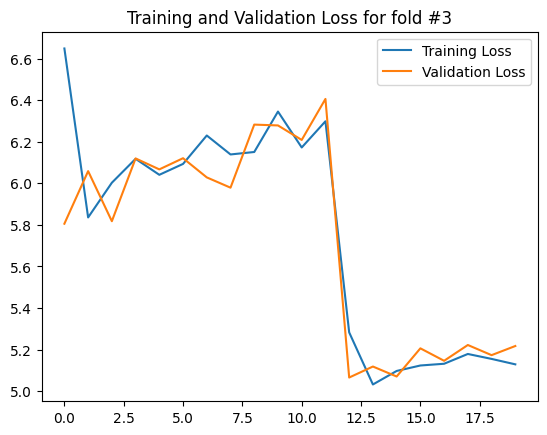 Training and Validation Loss for fold #3
Training Loss
Validation Loss
6.6
6.4
6.2
6.0
5.8
5.6
5.4
5.2
5.0
0.0 2.5 5.0 7.5 10.0 12.5 15.0 17.5